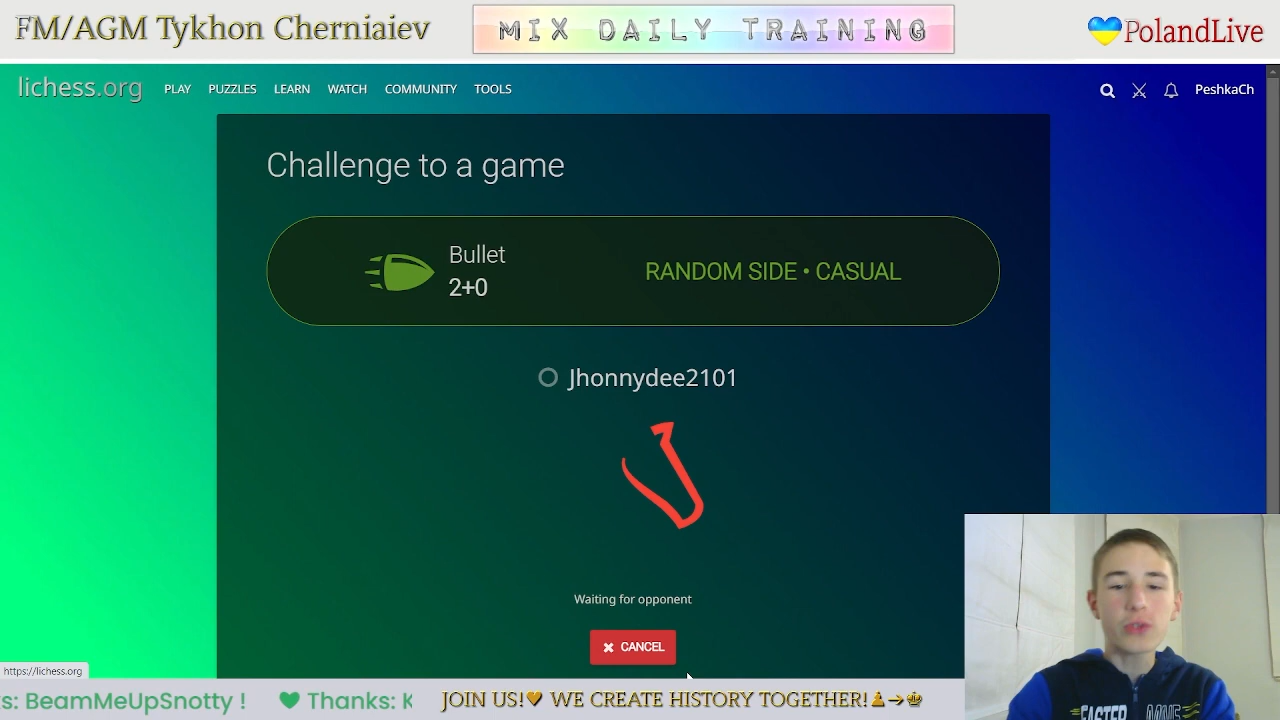 FM/AGM Tykhon Cherniaiev
MIX DAILY TRAINING
PolandLive
lichess.org
PLAY PUZZLES LEARN WATCH COMMUNITY TOOLS
PeshkaCh
Challenge to a game
Bullet
2+0
RANDOM SIDE • CASUAL
Jhonnydee2101
Waiting for opponent
CANCEL
https://lichess.org
s: BeamMeUpSnotty ! Thanks: K
JOIN US! WE CREATE HISTORY TOGETHER!
FASTER